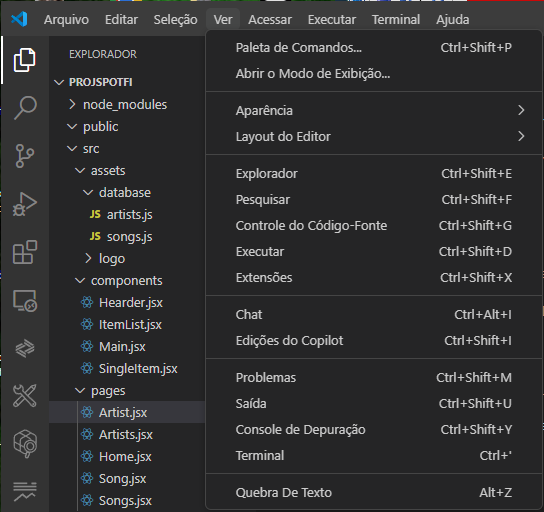 Arquivo Editar Seleção Ver Acessar Executar Terminal Ajuda
EXPLORADOR
PROJSPOTFI
node_modules
public
src
assets
database
JS artists.js
JS songs.js
logo
components
Hearder.jsx
ItemList.jsx
Main.jsx
SingleItem.jsx
pages
Artist.jsx
Artists.jsx
Home.jsx
Song.jsx
Songs.jsx
Paleta de Comandos... Ctrl+Shift+P
Abrir o Modo de Exibição...
Aparência
Layout do Editor
Explorador Ctrl+Shift+E
Pesquisar Ctrl+Shift+F
Controle do Código-Fonte Ctrl+Shift+G
Executar Ctrl+Shift+D
Extensões Ctrl+Shift+X
Chat Ctrl+Alt+I
Edições do Copilot Ctrl+Shift+I
Problemas Ctrl+Shift+M
Saída Ctrl+Shift+U
Console de Depuração Ctrl+Shift+Y
Terminal Ctrl+'
Quebra De Texto Alt+Z